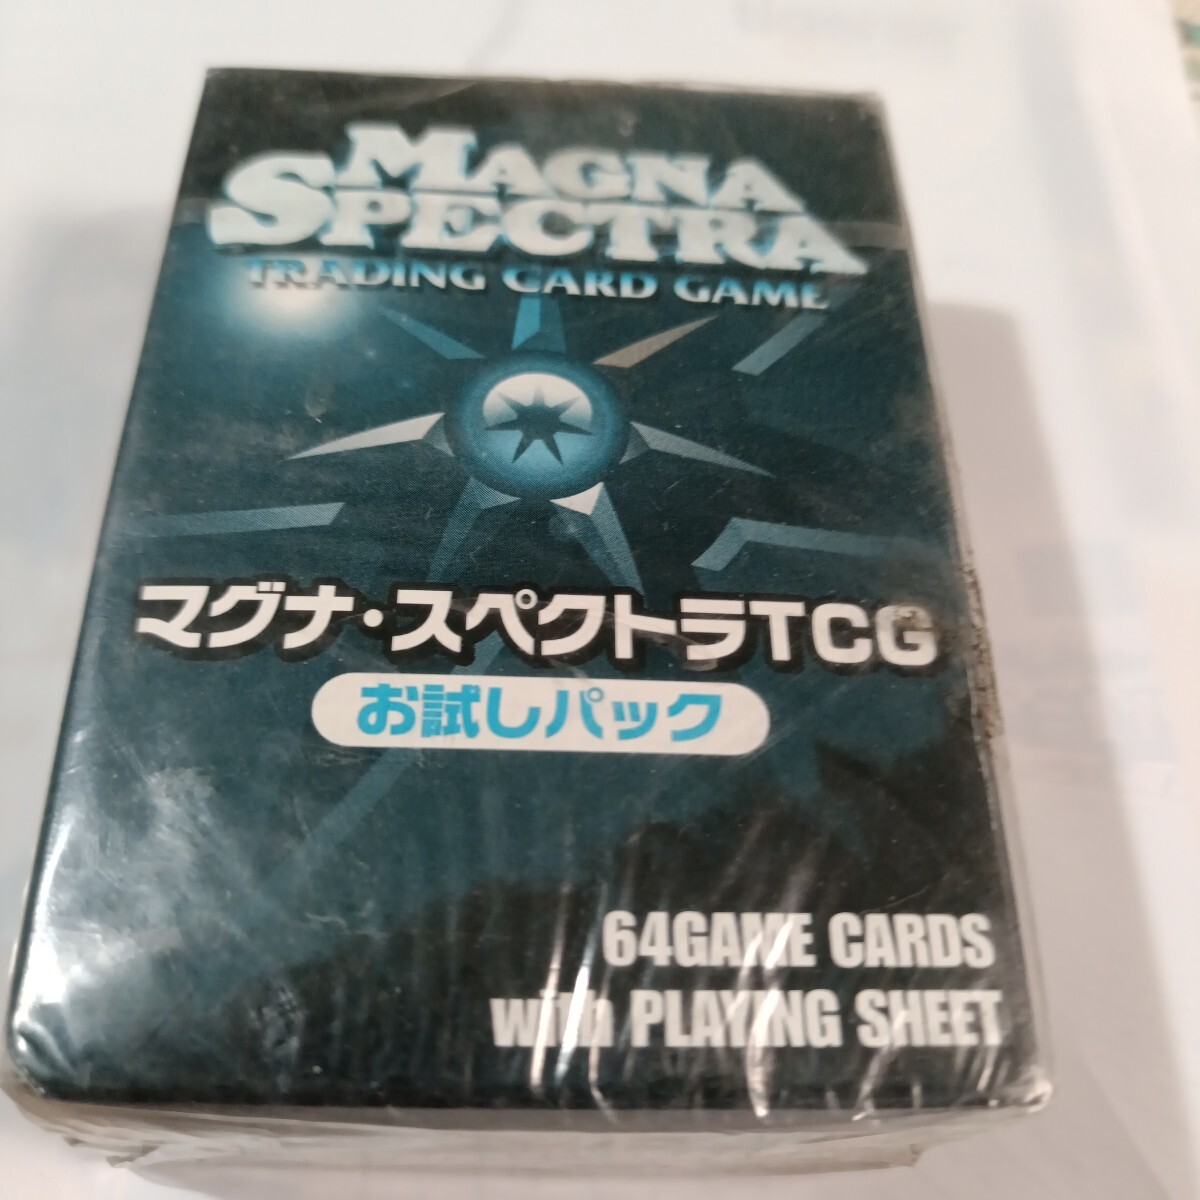 MAGNA
SPECTRA
TRADING CARD GAME
マグナ・スペクトラTCG
お試しパック
64GAME CARDS
with PLAYING SHEET